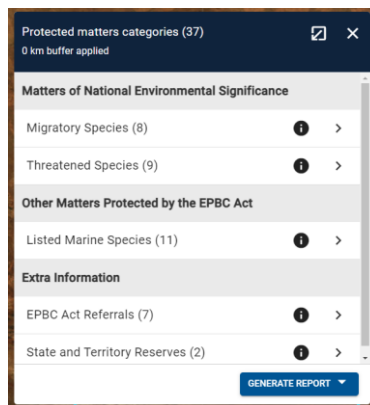 Protected matters categories (37)
0 km buffer applied
Matters of National Environmental Significance
Migratory Species (8)
Threatened Species (9)
Other Matters Protected by the EPBC Act
Listed Marine Species (11)
Extra Information
EPBC Act Referrals (7)
State and Territory Reserves (2)
GENERATE REPORT